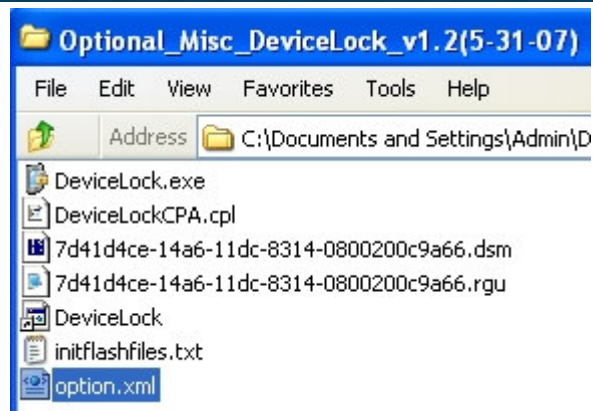 Optional_Misc_DeviceLock_v1.2(5-31-07)
File Edit View Favorites Tools Help
Address C:\Documents and Settings\Admin\D
DeviceLock.exe
DeviceLockCPA.cpl
7d41d4ce-14a6-11dc-8314-0800200c9a66.dsm
7d41d4ce-14a6-11dc-8314-0800200c9a66.rgu
DeviceLock
initflashfiles.txt
option.xml